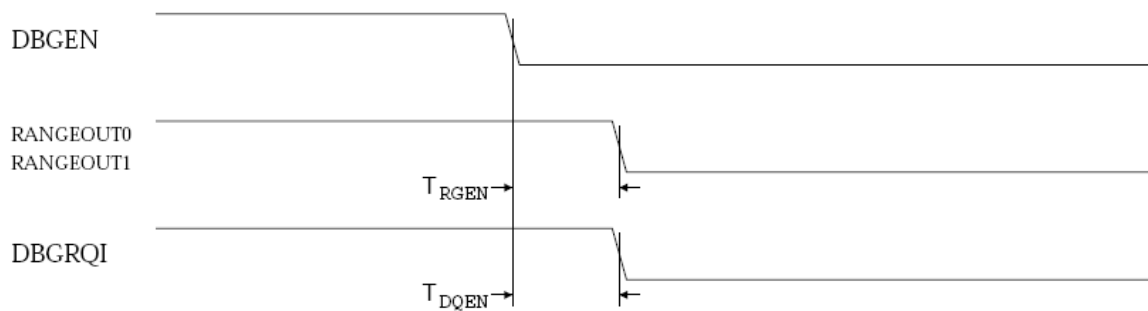 DBGEN
RANGEOUT0
RANGEOUT1
TRGEN
DBGRQI
TDQEN